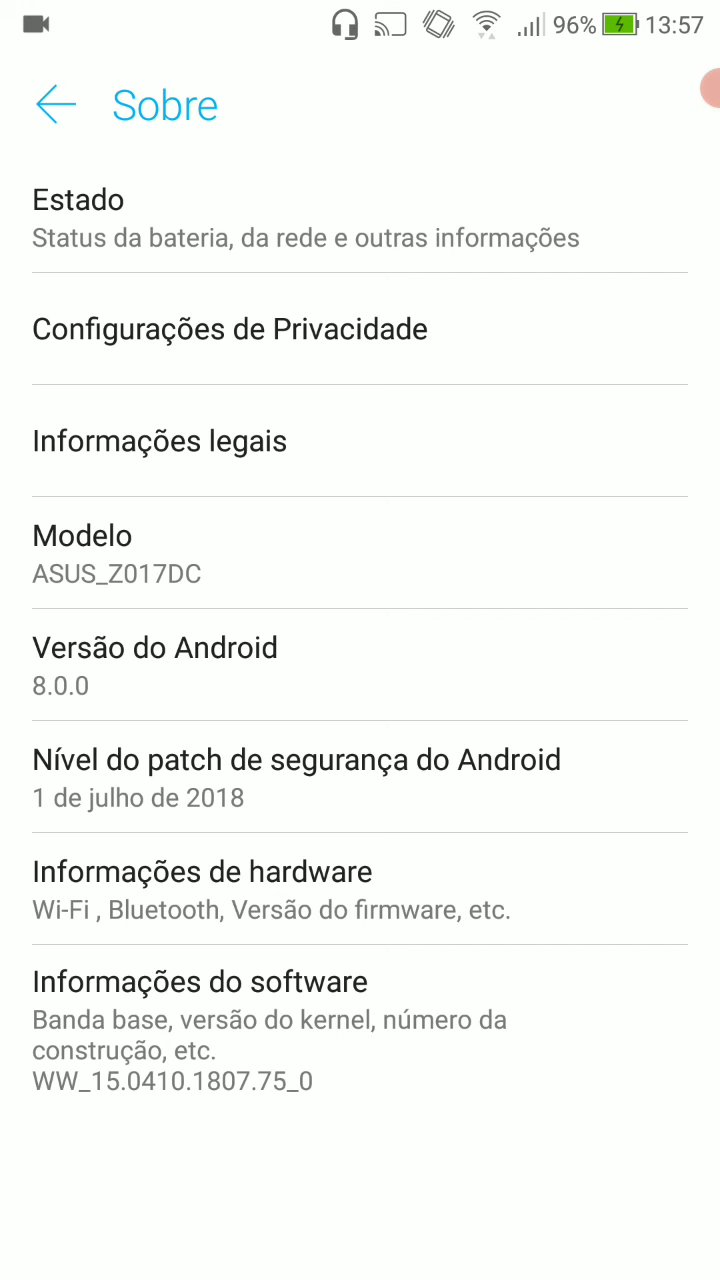 96% 13:57
Sobre
Estado
Status da bateria, da rede e outras informações
Configurações de Privacidade
Informações legais
Modelo
ASUS_Z017DC
Versão do Android
8.0.0
Nível do patch de segurança do Android
1 de julho de 2018
Informações de hardware
Wi-Fi , Bluetooth, Versão do firmware, etc.
Informações do software
Banda base, versão do kernel, número da
construção, etc.
WW_15.0410.1807.75_0